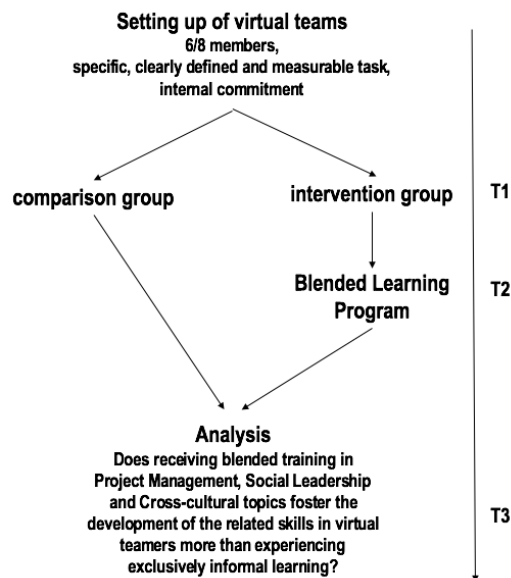 Setting up of virtual teams
6/8 members,
specific, clearly defined and measurable task,
internal commitment
comparison group
intervention group
T1
Blended Learning
Program
T2
Analysis
Does receiving blended training in
Project Management, Social Leadership
and Cross-cultural topics foster the
development of the related skills in virtual
teamers more than experiencing
exclusively informal learning?
T3